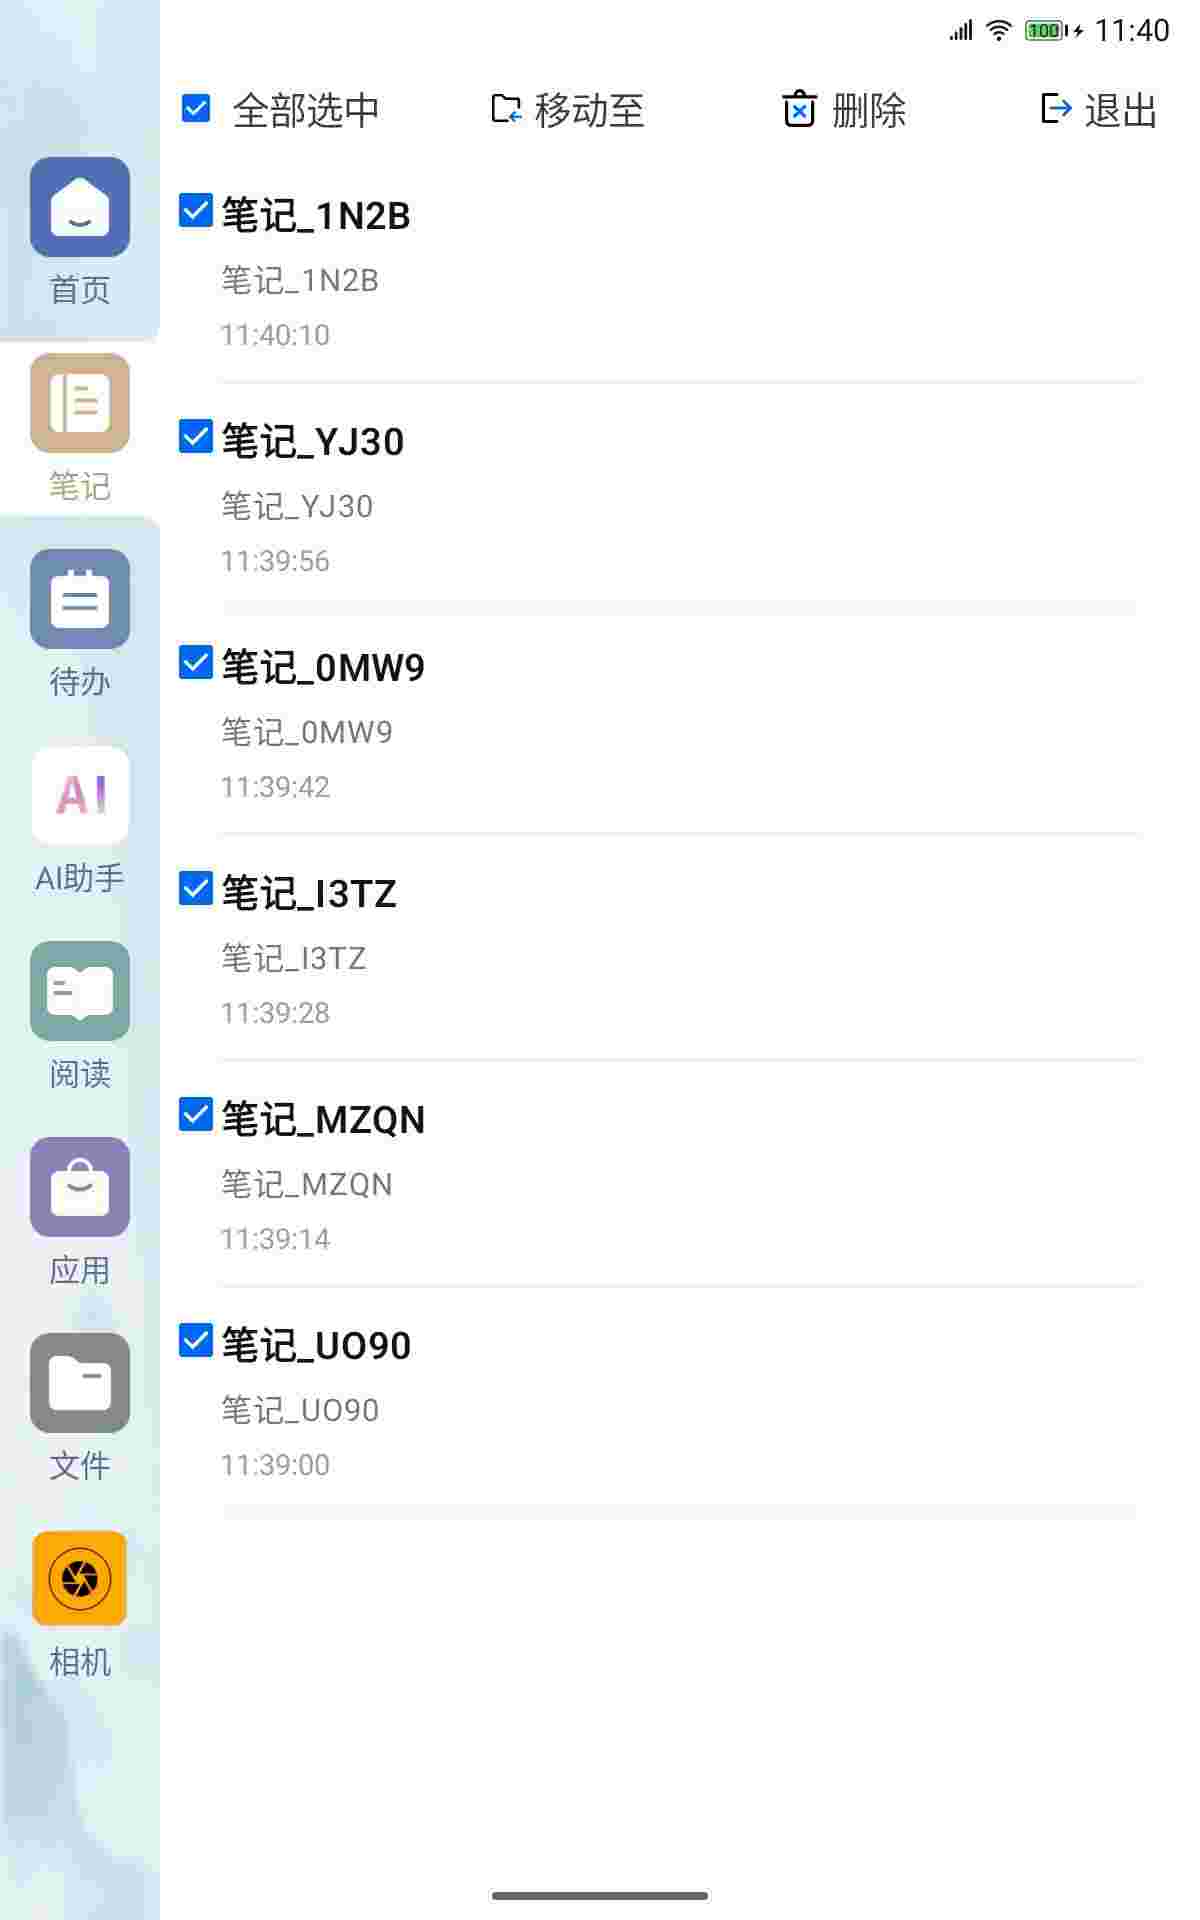 100 11:40
全部选中 移动至 删除 退出
首页
笔记
待办
AI
AI助手
阅读
应用
文件
相机
笔记_1N2B
笔记_1N2B
11:40:10
笔记_YJ30
笔记_YJ30
11:39:56
笔记_0MW9
笔记_0MW9
11:39:42
笔记_I3TZ
笔记_I3TZ
11:39:28
笔记_MZQN
笔记_MZQN
11:39:14
笔记_UO90
笔记_UO90
11:39:00